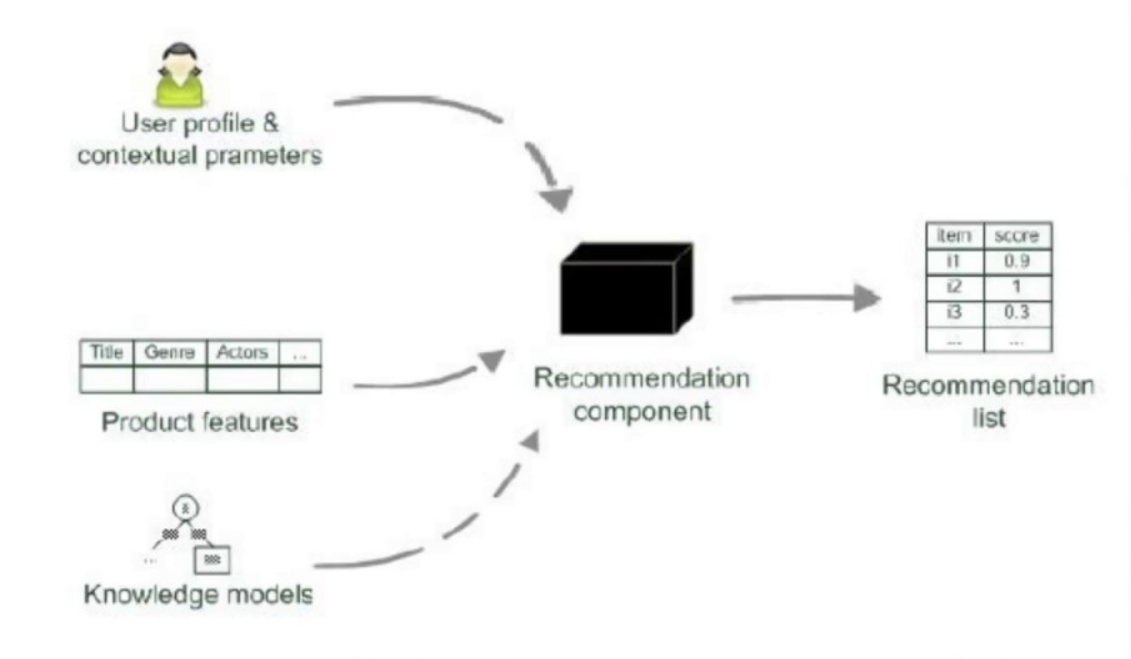 User profile &
contextual prameters
Title Genre Actors ...
Product features
Knowledge models
Recommendation
component
Item score
i1 0.9
i2 1
i3 0.3
... ...
Recommendation
list